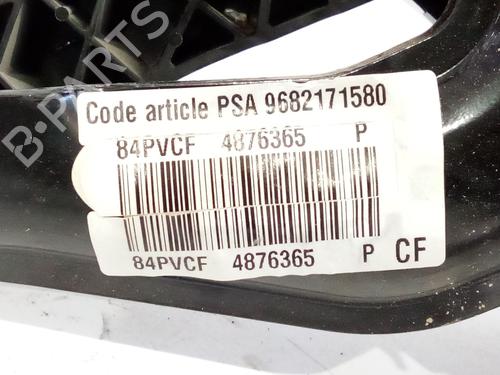 B-PARTS
Code article PSA 9682171580
84PVCF 4876365 P
84PVCF 4876365 P CF